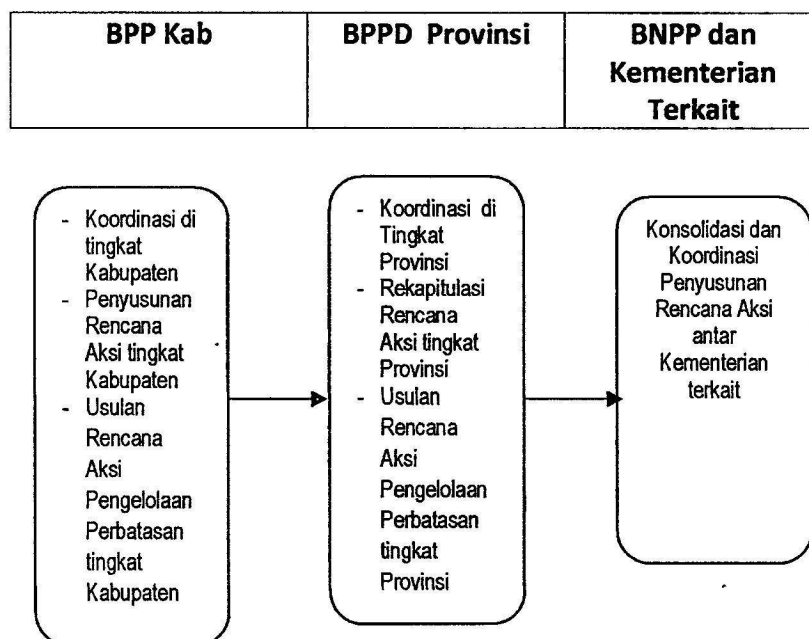 BPP Kab
BPPD Provinsi
BNPP dan
Kementerian
Terkait
- Koordinasi di
tingkat
Kabupaten
- Penyusunan
Rencana
Aksi tingkat
Kabupaten
- Usulan
Rencana
Aksi
Pengelolaan
Perbatasan
tingkat
Kabupaten
- Koordinasi di
Tingkat
Provinsi
- Rekapitulasi
Rencana
Aksi tingkat
Provinsi
- Usulan
Rencana
Aksi
Pengelolaan
Perbatasan
tingkat
Provinsi
Konsolidasi dan
Koordinasi
Penyusunan
Rencana Aksi
antar
Kementerian
terkait